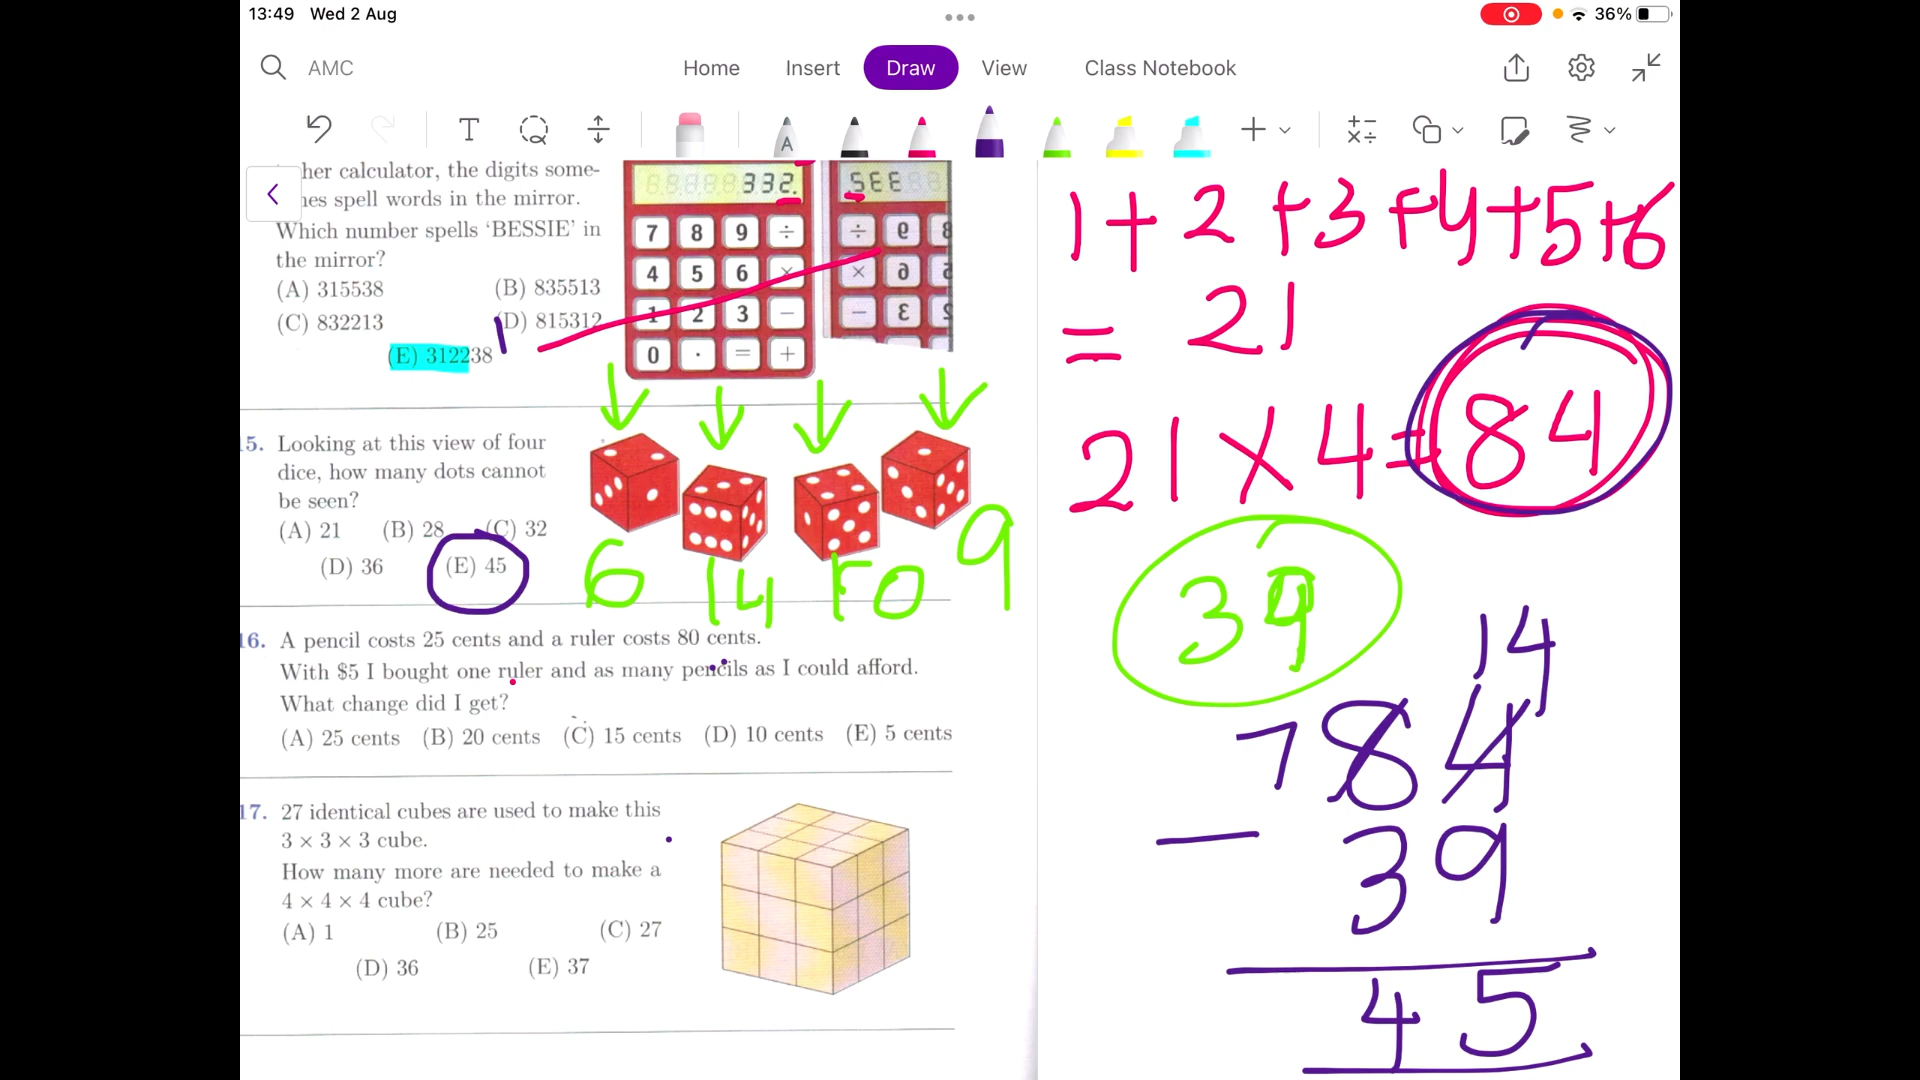 13:49 Wed 2 Aug
36%
AMC
Home Insert Draw View Class Notebook
her calculator, the digits some-
es spell words in the mirror.
Which number spells ‘BESSIE’ in
the mirror?
(A) 315538 (B) 835513
(C) 832213 (D) 815312
(E) 312238
332.
7 8 9 ÷
4 5 6 ×
1 2 3 −
0 · = +
5. Looking at this view of four
dice, how many dots cannot
be seen?
(A) 21 (B) 28 (C) 32
(D) 36 (E) 45
6 14 10 9
16. A pencil costs 25 cents and a ruler costs 80 cents.
With $5 I bought one ruler and as many pencils as I could afford.
What change did I get?
(A) 25 cents (B) 20 cents (C) 15 cents (D) 10 cents (E) 5 cents
17. 27 identical cubes are used to make this
3 × 3 × 3 cube.
How many more are needed to make a
4 × 4 × 4 cube?
(A) 1 (B) 25 (C) 27
(D) 36 (E) 37
1+2+3+4+5+6
= 21
21 × 4 = 84
39
14
7 8 4
− 39
45